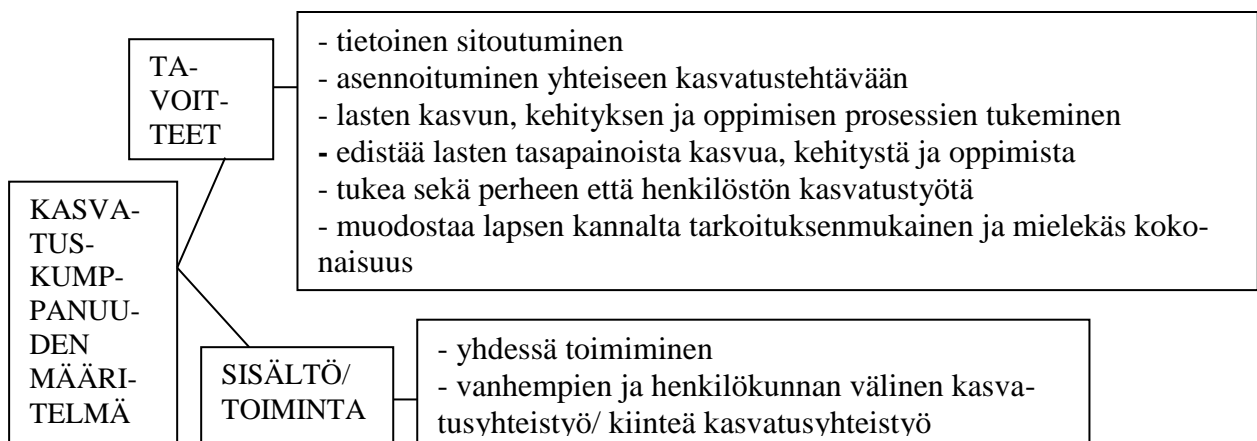 TA-
VOIT-
TEET
- tietoinen sitoutuminen
- asennoituminen yhteiseen kasvatustehtävään
- lasten kasvun, kehityksen ja oppimisen prosessien tukeminen
- edistää lasten tasapainoista kasvua, kehitystä ja oppimista
- tukea sekä perheen että henkilöstön kasvatustyötä
- muodostaa lapsen kannalta tarkoituksenmukainen ja mielekäs koko-
naisuus
KASVA-
TUS-
KUMP-
PANUU-
DEN
MÄÄRI-
TELMÄ
SISÄLTÖ/
TOIMINTA
- yhdessä toimiminen
- vanhempien ja henkilökunnan välinen kasva-
tusyhteistyö/ kiinteä kasvatusyhteistyö